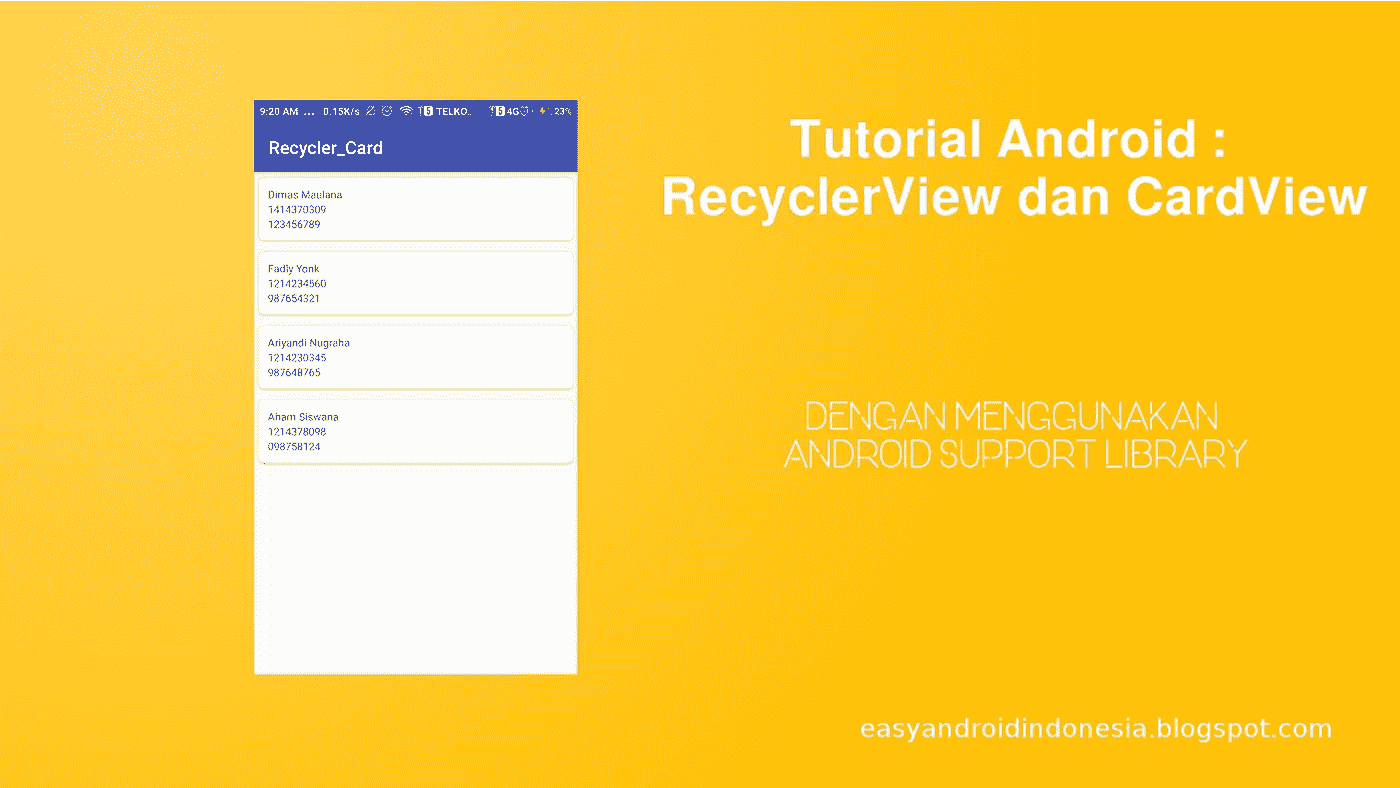 9:20 AM ... 0.15K/s 5 TELKO.. 5 4G 23%
Recycler_Card
Dimas Maulana
1414370309
123456789
Fadly Yonk
1214234560
987654321
Ariyandi Nugraha
1214230345
987648765
Aham Siswana
1214378098
098758124
Tutorial Android :
RecyclerView dan CardView
DENGAN MENGGUNAKAN
ANDROID SUPPORT LIBRARY
easyandroidindonesia.blogspot.com